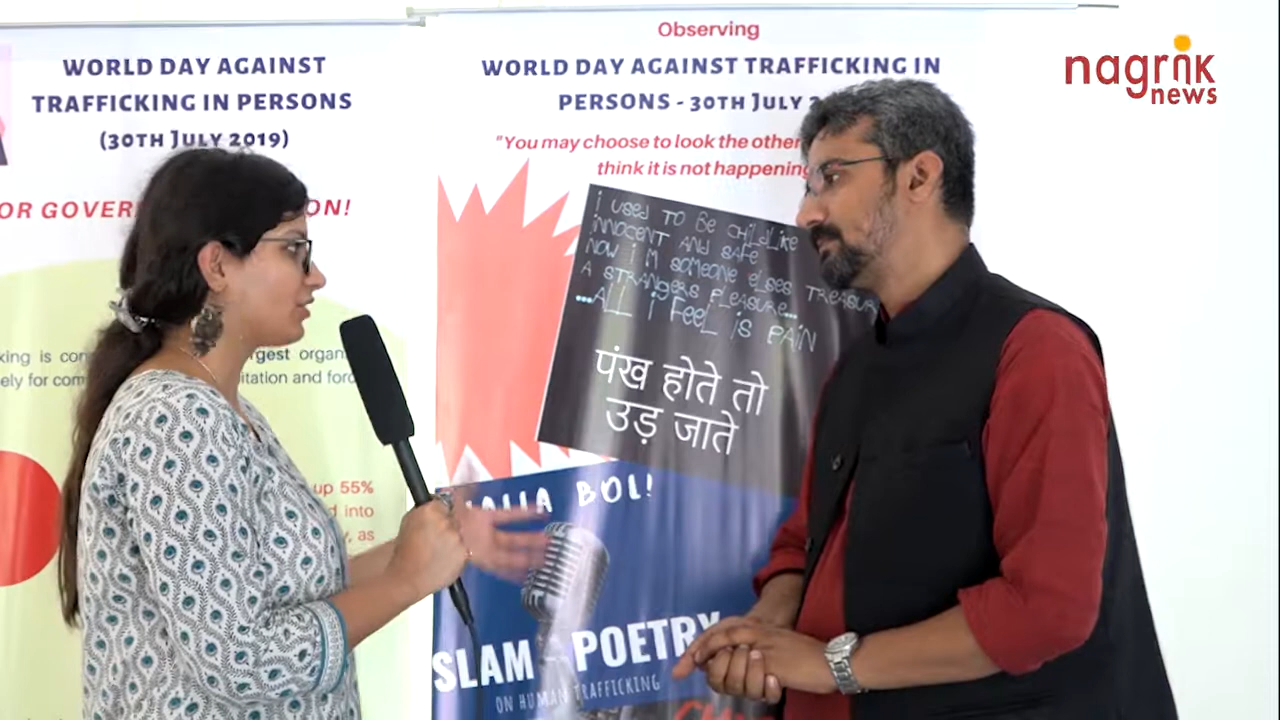 WORLD DAY AGAINST
TRAFFICKING IN PERSONS
(30TH JULY 2019)
OR GOVER ON!
king is con rgest organ
ely for com itation and forc
up 55%
d into
as
Observing
WORLD DAY AGAINST TRAFFICKING IN
PERSONS - 30TH JULY 2
"You may choose to look the other
think it is not happening
i USED TO BE CHiLdLiKE
iNNOCENT ANd SAFE
NOW i M SOMEONE ELSES TREASUR
A STRANgERS PLEASURE...
...ALL i FEEL iS PAiN
पंख होते तो
उड़ जाते
BOL!
SLAM POETRY
ON HUMAN TRAFFICKING
nagrik
news